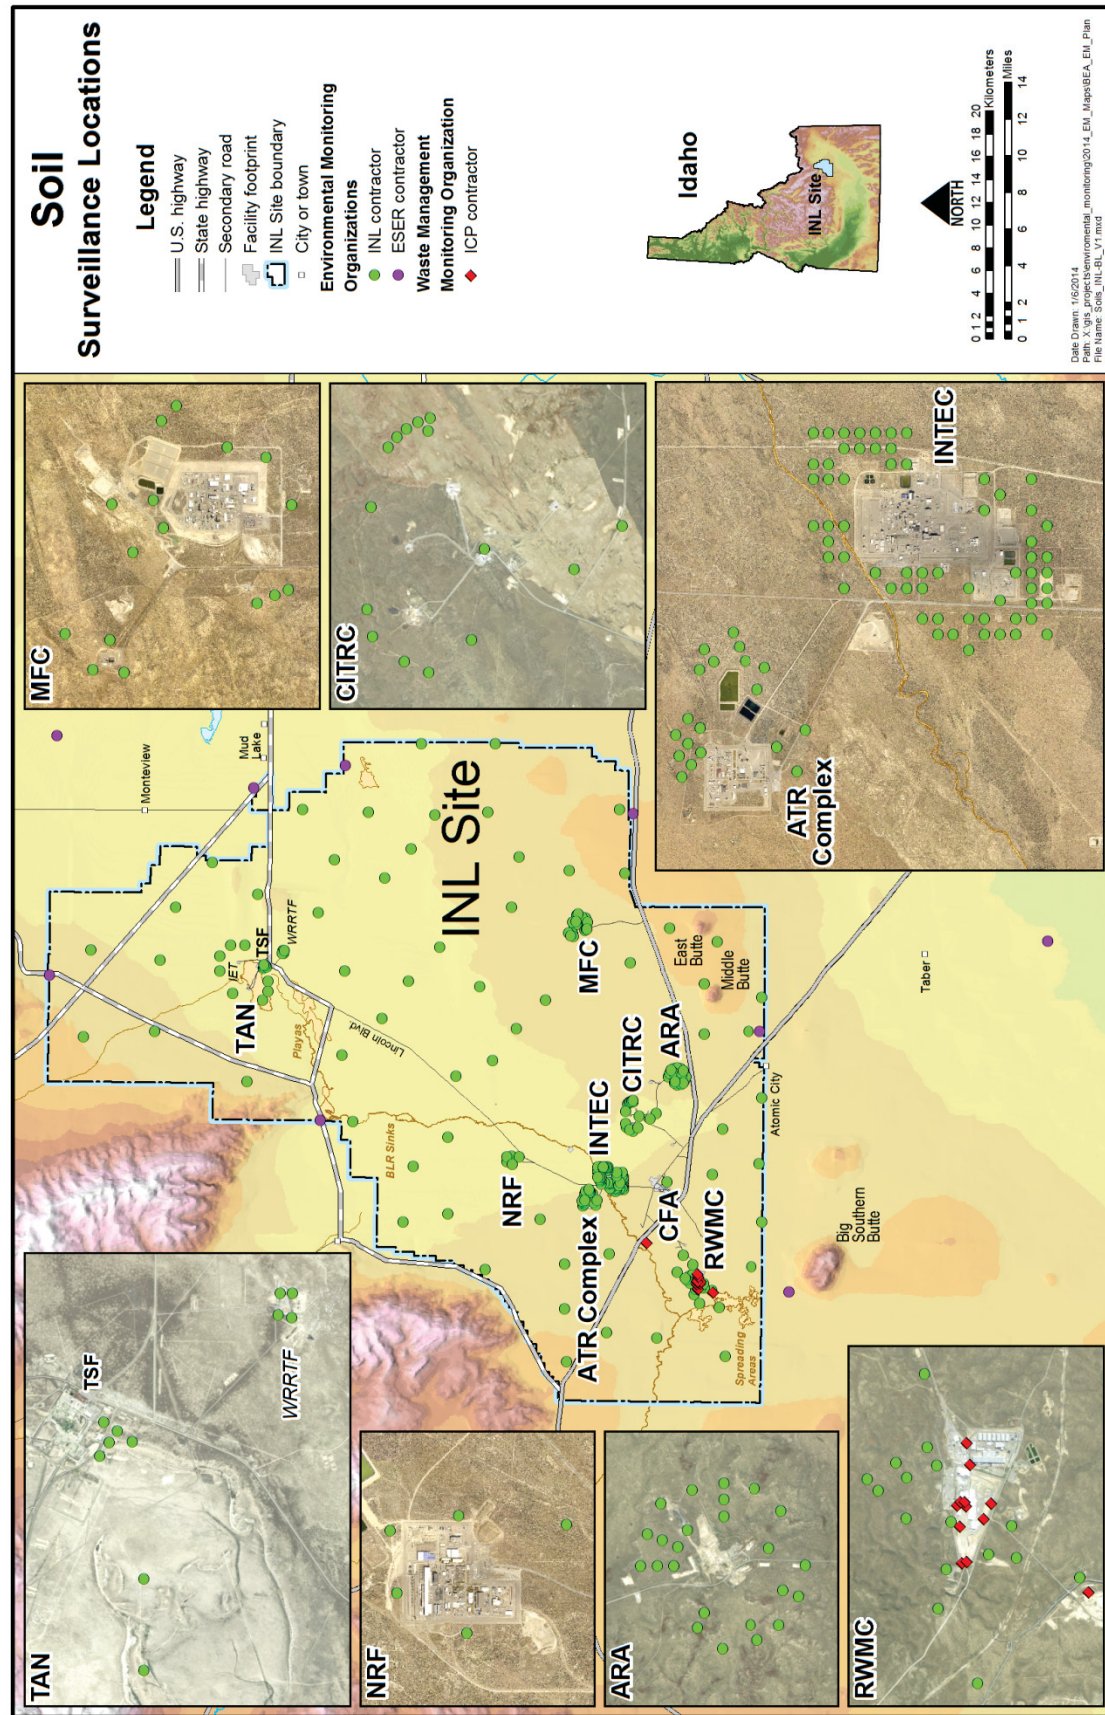 Soil
Surveillance Locations
Legend
U.S. highway
State highway
Secondary road
Facility footprint
INL Site boundary
City or town
Environmental Monitoring
Organizations
INL contractor
ESER contractor
Waste Management
Monitoring Organization
ICP contractor
Idaho
INL Site
NORTH
0 1 2 4 6 8 10 12 14 16 18 20
Kilometers
Miles
0 1 2 4 6 8 10 12 14
Date Drawn: 1/6/2014
Path: X:\gis_projects\enviromental_monitoring\2014_EM_Maps\BEA_EM_Plan
File Name: Soils_INL-BL_V1.mxd
TAN
TSF
WRRTF
NRF
ARA
RWMC
MFC
CITRC
ATR
Complex
INTEC
Monteview
Mud
Lake
IET
TSF
WRRTF
TAN
Playas
Lincoln Blvd.
BLR Sinks
INL Site
NRF
MFC
INTEC
CITRC
ARA
ATR Complex
CFA
RWMC
East
Butte
Middle
Butte
Spreading
Areas
Atomic City
Taber
Big
Southern
Butte